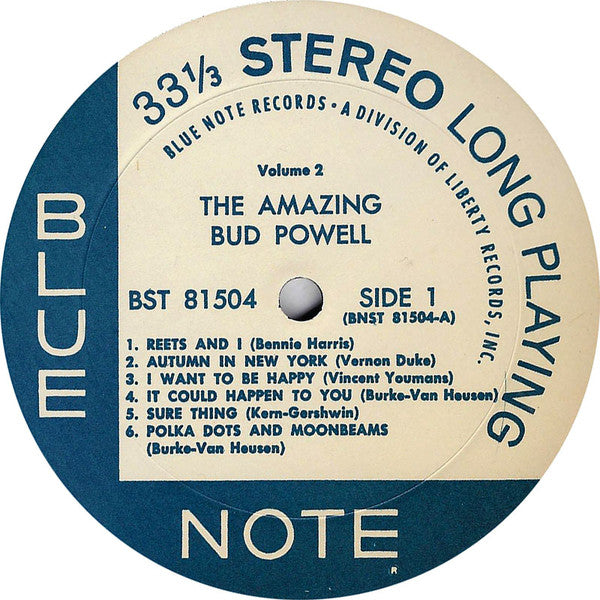 33⅓ STEREO LONG PLAYING
BLUE NOTE RECORDS • A DIVISION OF LIBERTY RECORDS, INC.
Volume 2
THE AMAZING
BUD POWELL
BST 81504
SIDE 1
(BNST 81504-A)
1. REETS AND I (Bennie Harris)
2. AUTUMN IN NEW YORK (Vernon Duke)
3. I WANT TO BE HAPPY (Vincent Youmans)
4. IT COULD HAPPEN TO YOU (Burke-Van Heusen)
5. SURE THING (Kern-Gershwin)
6. POLKA DOTS AND MOONBEAMS
(Burke-Van Heusen)
BLUE
NOTE
R